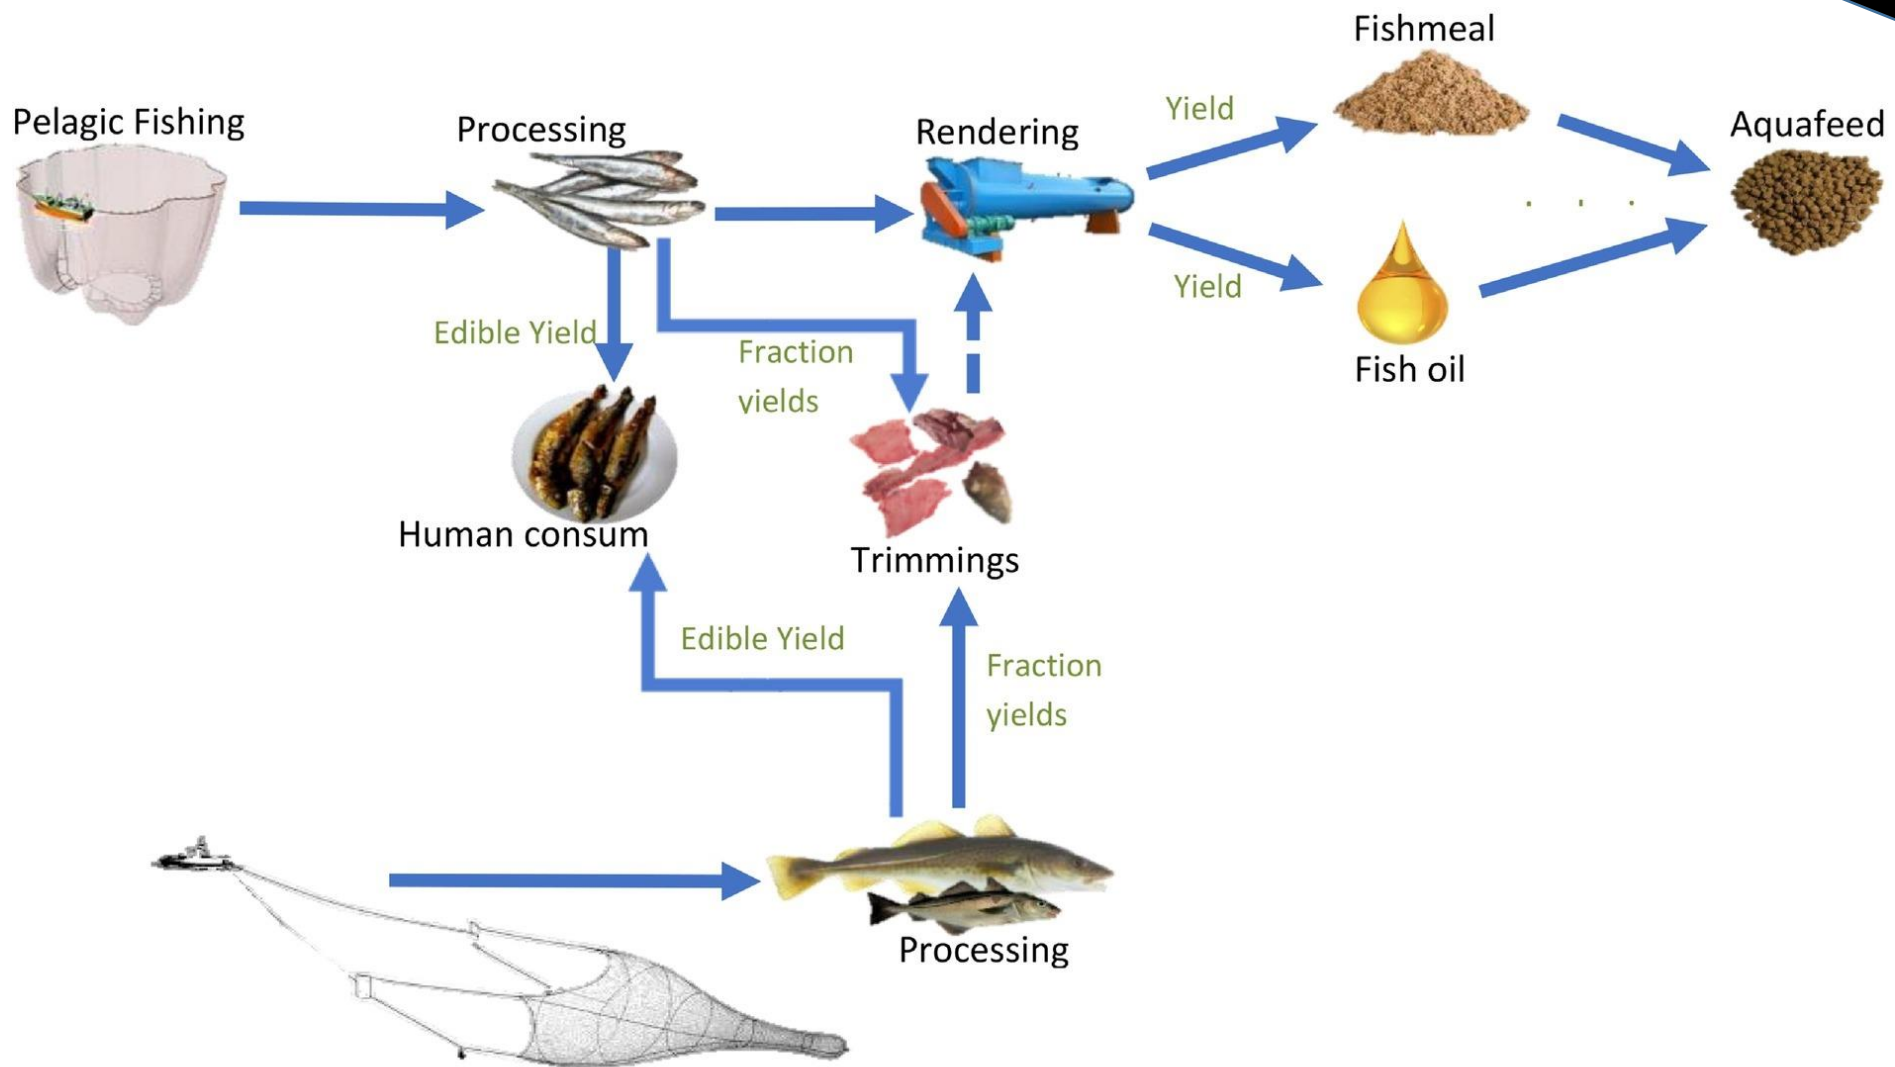 Fishmeal
Pelagic Fishing
Processing
Rendering
Yield
Aquafeed
Yield
Edible Yield
Fraction
vields
Fish oil
Human consum
Trimmings
Edible Yield
Fraction
yields
Processing